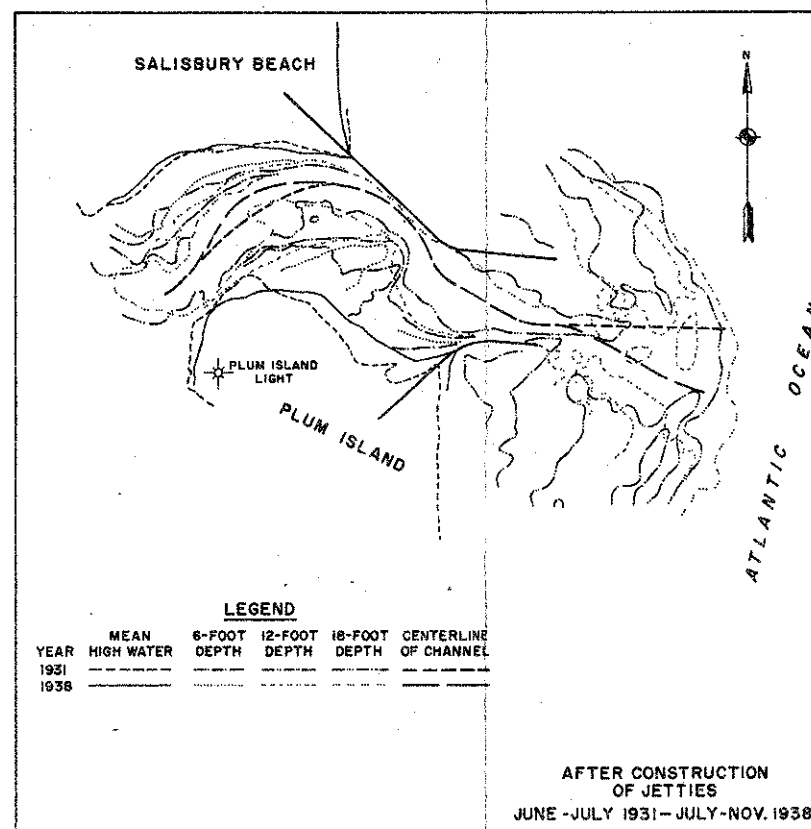 SALISBURY BEACH
N
PLUM ISLAND
LIGHT
PLUM ISLAND
ATLANTIC OCEAN
LEGEND
YEAR MEAN HIGH WATER 6-FOOT DEPTH 12-FOOT DEPTH 18-FOOT DEPTH CENTERLINE OF CHANNEL
1931
1938
AFTER CONSTRUCTION
OF JETTIES
JUNE-JULY 1931-JULY-NOV. 1938